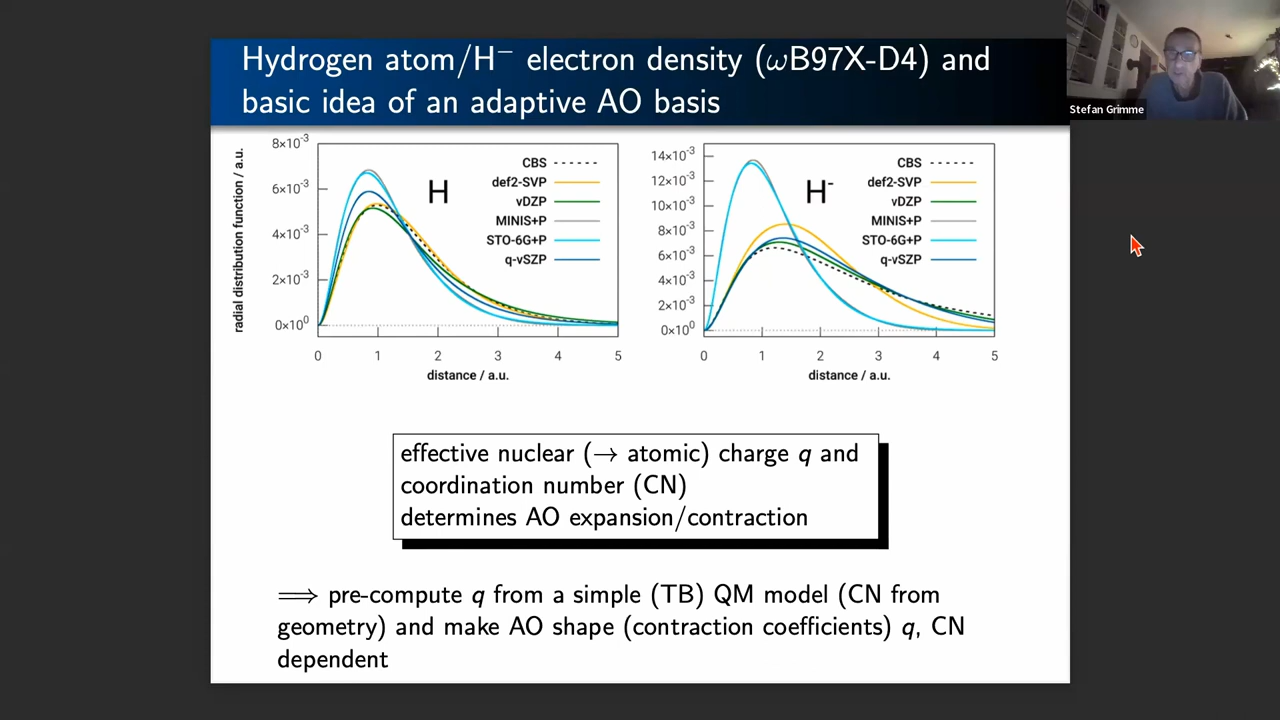 Hydrogen atom/H⁻ electron density (ωB97X-D4) and
basic idea of an adaptive AO basis
Stefan Grimme
radial distribution function / a.u.
8×10⁻³
6×10⁻³
4×10⁻³
2×10⁻³
0×10⁰
H
CBS
def2-SVP
vDZP
MINIS+P
STO-6G+P
q-vSZP
0 1 2 3 4 5
distance / a.u.
14×10⁻³
12×10⁻³
10×10⁻³
8×10⁻³
6×10⁻³
4×10⁻³
2×10⁻³
0×10⁰
H⁻
CBS
def2-SVP
vDZP
MINIS+P
STO-6G+P
q-vSZP
0 1 2 3 4 5
distance / a.u.
effective nuclear (→ atomic) charge q and
coordination number (CN)
determines AO expansion/contraction
⟹ pre-compute q from a simple (TB) QM model (CN from
geometry) and make AO shape (contraction coefficients) q, CN
dependent